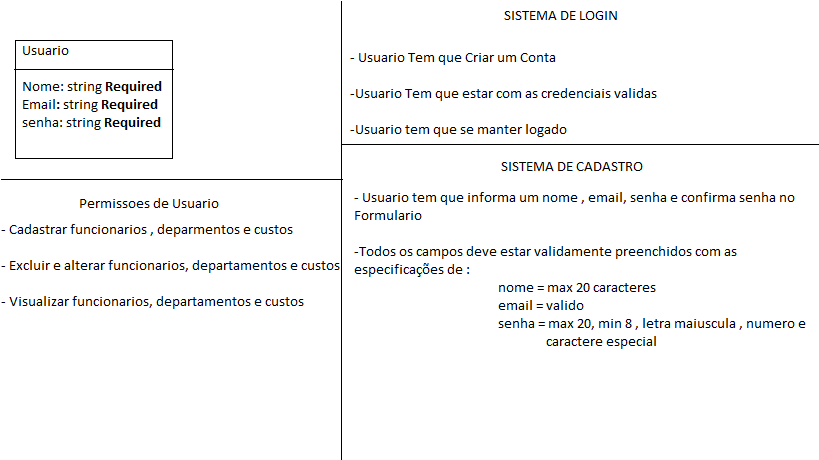 Usuario
Nome: string Required
Email: string Required
senha: string Required
Permissoes de Usuario
- Cadastrar funcionarios , deparmentos e custos
- Excluir e alterar funcionarios, departamentos e custos
- Visualizar funcionarios, departamentos e custos
SISTEMA DE LOGIN
- Usuario Tem que Criar um Conta
-Usuario Tem que estar com as credenciais validas
-Usuario tem que se manter logado
SISTEMA DE CADASTRO
- Usuario tem que informa um nome , email, senha e confirma senha no
Formulario
-Todos os campos deve estar validamente preenchidos com as
especificações de :
nome = max 20 caracteres
email = valido
senha = max 20, min 8 , letra maiuscula , numero e
caractere especial